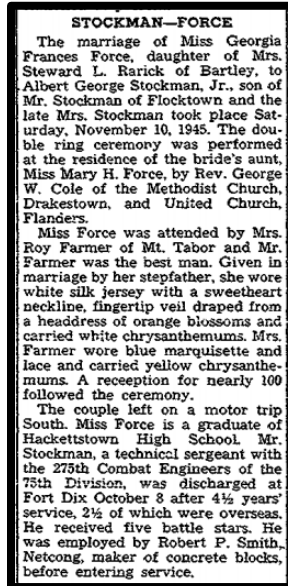 STOCKMAN—FORCE
The marriage of Miss Georgia
Frances Force, daughter of Mrs.
Steward L. Rarick of Bartley, to
Albert George Stockman, Jr., son of
Mr. Stockman of Flocktown and the
late Mrs. Stockman took place Sat-
urday, November 10, 1945. The dou-
ble ring ceremony was performed
at the residence of the bride's aunt,
Miss Mary H. Force, by Rev. George
W. Cole of the Methodist Church,
Drakestown, and United Church,
Flanders.
Miss Force was attended by Mrs.
Roy Farmer of Mt. Tabor and Mr.
Farmer was the best man. Given in
marriage by her stepfather, she wore
white silk jersey with a sweetheart
neckline, fingertip veil draped from
a headdress of orange blossoms and
carried white chrysanthemums. Mrs.
Farmer wore blue marquisette and
lace and carried yellow chrysanthe-
mums. A receeption for nearly 100
followed the ceremony.
The couple left on a motor trip
South. Miss Force is a graduate of
Hackettstown High School. Mr.
Stockman, a technicl sergeant with
the 275th Combat Engineers of the
75th Division, was discharged at
Fort Dix October 8 after 4½ years'
service, 2½ of which were overseas.
He received five battle stars. He
was employed by Robert P. Smith,
Netcong, maker of concrete blocks,
before entering service.